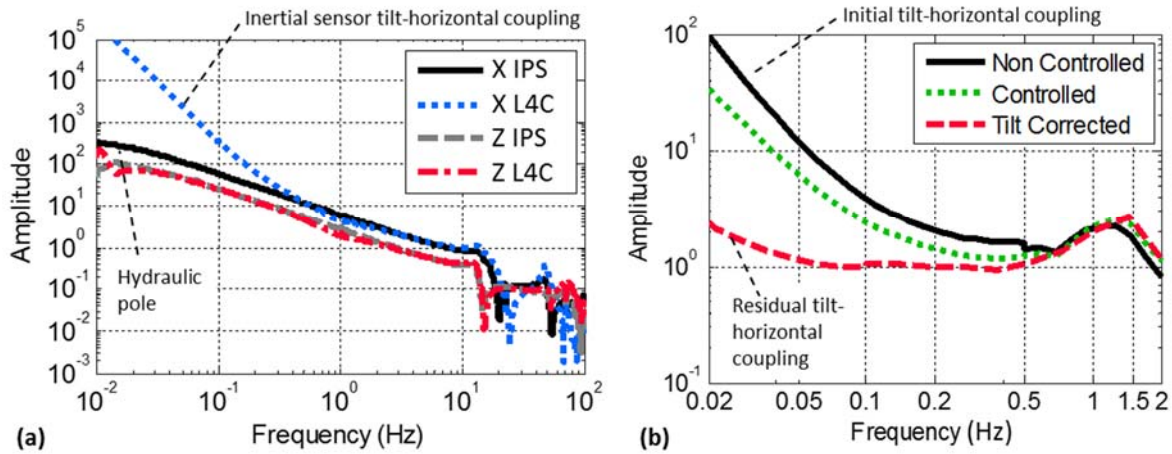 Inertial sensor tilt-horizontal coupling
10^5
10^4
10^3
10^2
10^1
10^0
10^-1
10^-2
10^-3
Amplitude
X IPS
X L4C
Z IPS
Z L4C
Hydraulic
pole
10^-2
10^-1
10^0
10^1
10^2
(a)
Frequency (Hz)
Initial tilt-horizontal coupling
10^2
10^1
10^0
10^-1
Amplitude
Non Controlled
Controlled
Tilt Corrected
Residual tilt-
horizontal
coupling
0.02
0.05
0.1
0.2
0.5
1
1.5
2
(b)
Frequency (Hz)